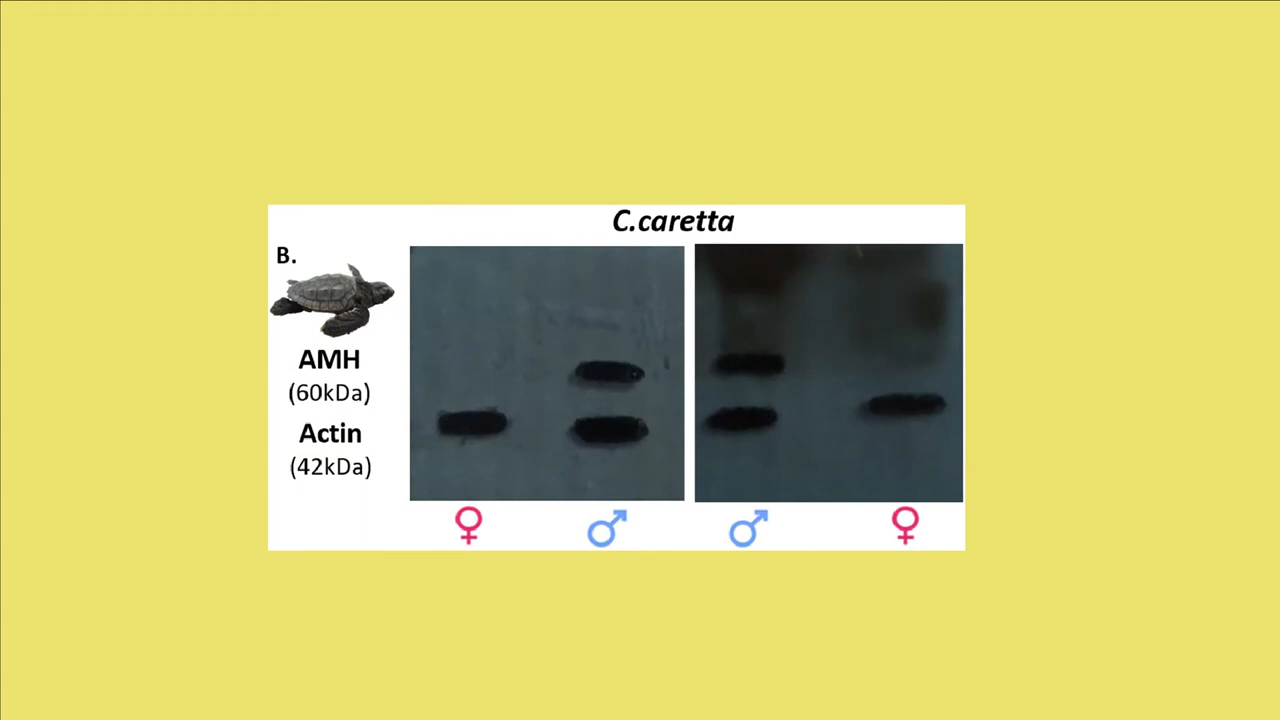 C.caretta
B.
AMH
(60kDa)
Actin
(42kDa)
♀ ♂ ♂ ♀